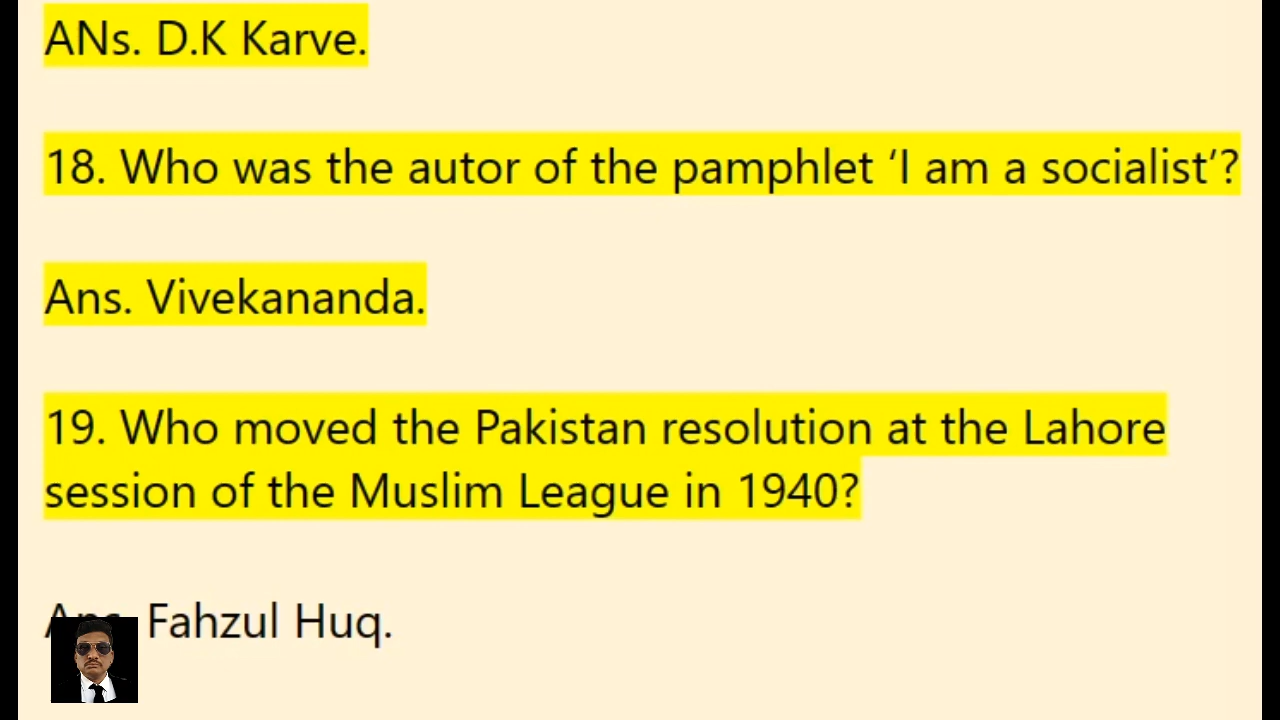 ANs. D.K Karve.
18. Who was the autor of the pamphlet ‘I am a socialist’?
Ans. Vivekananda.
19. Who moved the Pakistan resolution at the Lahore
session of the Muslim League in 1940?
Ans. Fahzul Huq.